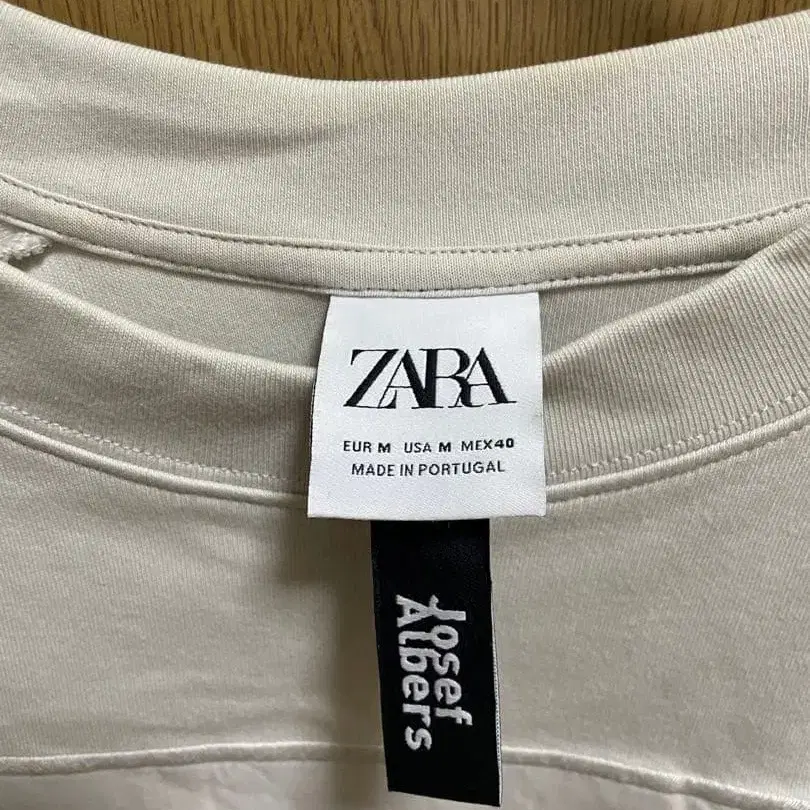 ZARA
EUR M USA M MEX40
MADE IN PORTUGAL
Josef
Albers